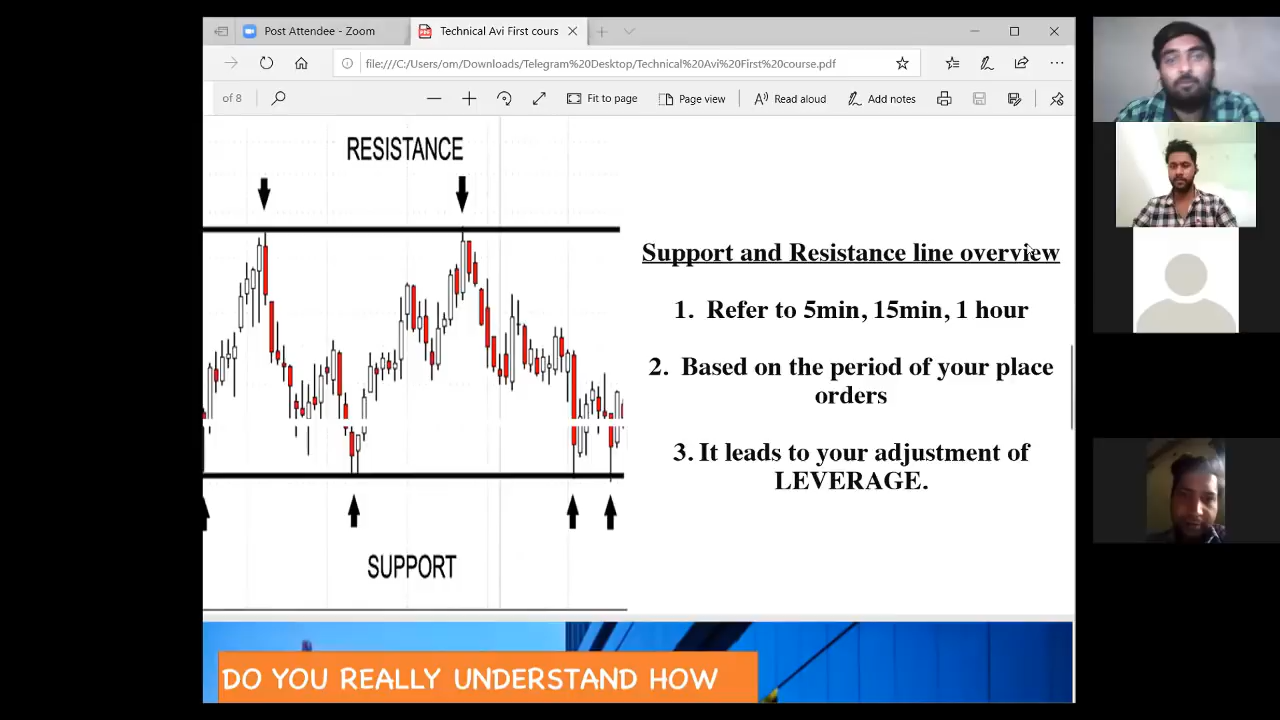 Post Attendee - Zoom
Technical Avi First cours
file:///C:/Users/om/Downloads/Telegram%20Desktop/Technical%20Avi%20First%20course.pdf
of 8
Fit to page
Page view
Read aloud
Add notes
RESISTANCE
Support and Resistance line overview
1. Refer to 5min, 15min, 1 hour
2. Based on the period of your place
orders
3. It leads to your adjustment of
LEVERAGE.
SUPPORT
DO YOU REALLY UNDERSTAND HOW